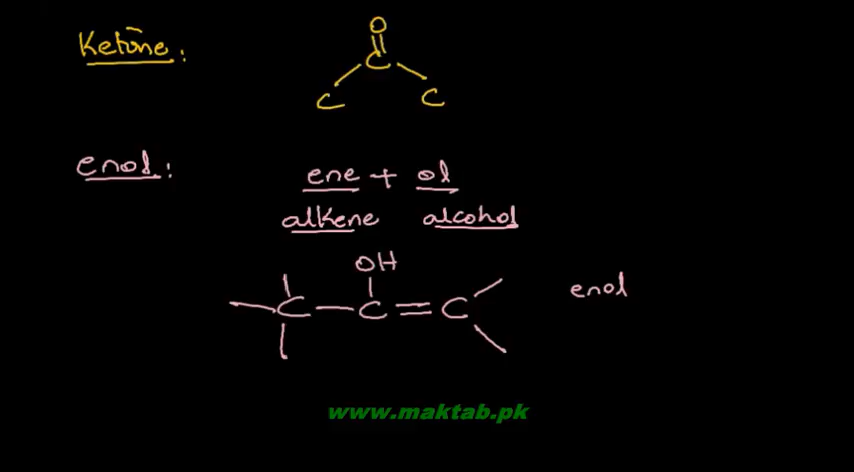 Ketone:
O
C
C C
enol:
ene + ol
alkene alcohol
OH
C C C enol
www.maktab.pk